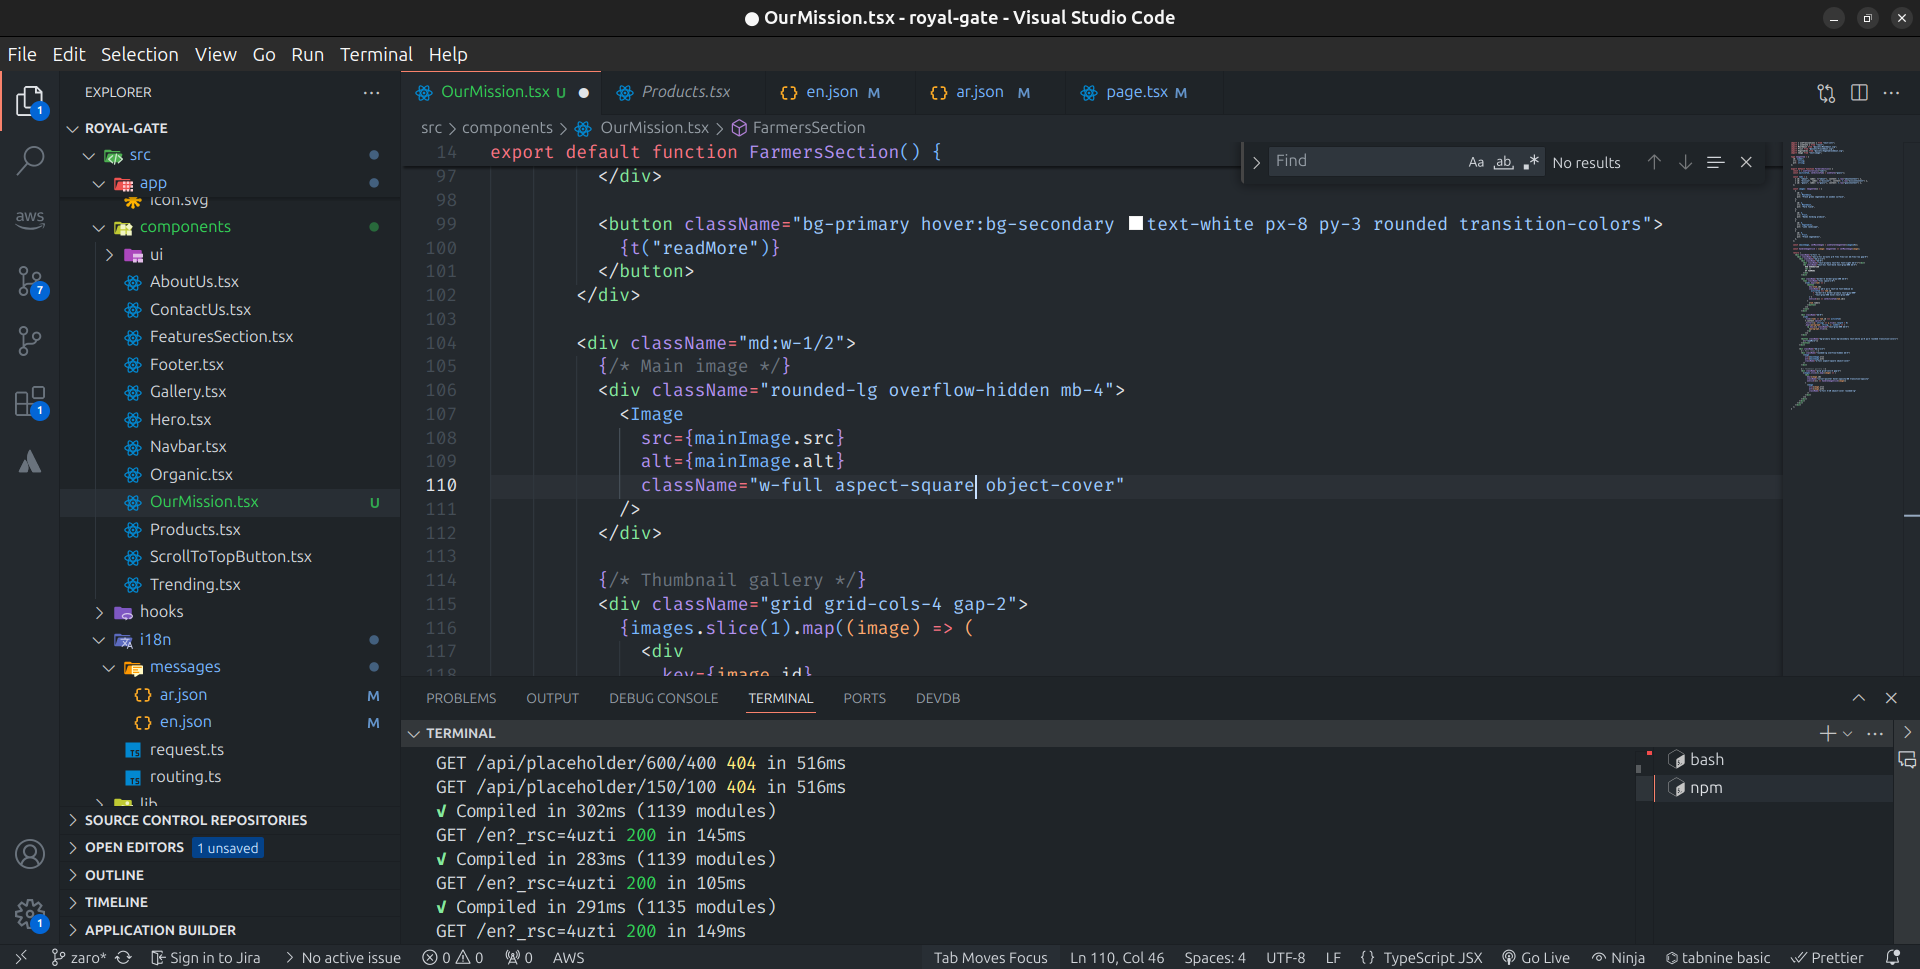 OurMission.tsx - royal-gate - Visual Studio Code
File Edit Selection View Go Run Terminal Help
EXPLORER
ROYAL-GATE
src
app
icon.svg
components
ui
AboutUs.tsx
ContactUs.tsx
FeaturesSection.tsx
Footer.tsx
Gallery.tsx
Hero.tsx
Navbar.tsx
Organic.tsx
OurMission.tsx U
Products.tsx
ScrollToTopButton.tsx
Trending.tsx
hooks
i18n
messages
ar.json M
en.json M
request.ts
routing.ts
lib
SOURCE CONTROL REPOSITORIES
OPEN EDITORS 1 unsaved
OUTLINE
TIMELINE
APPLICATION BUILDER
1
aws
7
1
1
OurMission.tsx U Products.tsx en.json M ar.json M page.tsx M
src > components > OurMission.tsx > FarmersSection
Find Aa ab No results
14 export default function FarmersSection() {
97 </div>
98
99 <button className="bg-primary hover:bg-secondary text-white px-8 py-3 rounded transition-colors">
100 {t("readMore")}
101 </button>
102 </div>
103
104 <div className="md:w-1/2">
105 {/* Main image */}
106 <div className="rounded-lg overflow-hidden mb-4">
107 <Image
108 src={mainImage.src}
109 alt={mainImage.alt}
110 className="w-full aspect-square object-cover"
111 />
112 </div>
113
114 {/* Thumbnail gallery */}
115 <div className="grid grid-cols-4 gap-2">
116 {images.slice(1).map((image) => (
117 <div
118 key={image.id}
PROBLEMS OUTPUT DEBUG CONSOLE TERMINAL PORTS DEVDB
TERMINAL
GET /api/placeholder/600/400 404 in 516ms
GET /api/placeholder/150/100 404 in 516ms
✓ Compiled in 302ms (1139 modules)
GET /en?_rsc=4uzti 200 in 145ms
✓ Compiled in 283ms (1139 modules)
GET /en?_rsc=4uzti 200 in 105ms
✓ Compiled in 291ms (1135 modules)
GET /en?_rsc=4uzti 200 in 149ms
bash
npm
zaro* Sign in to Jira > No active issue 0 0 0 AWS Tab Moves Focus Ln 110, Col 46 Spaces: 4 UTF-8 LF {} TypeScript JSX Go Live Ninja tabnine basic Prettier